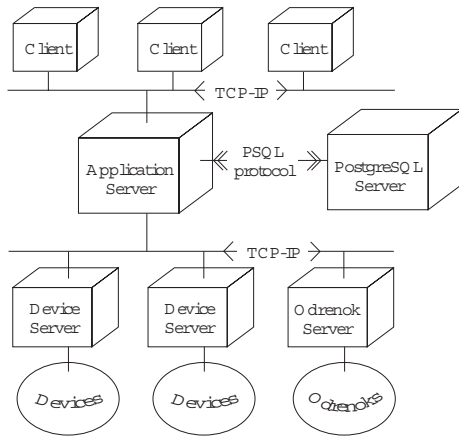 Client
Client
Client
TCP-IP
Application
Server
PSQL
protocol
PostgreSQL
Server
TCP-IP
Device
Server
Device
Server
Odrenok
Server
Devices
Devices
Odrenoks